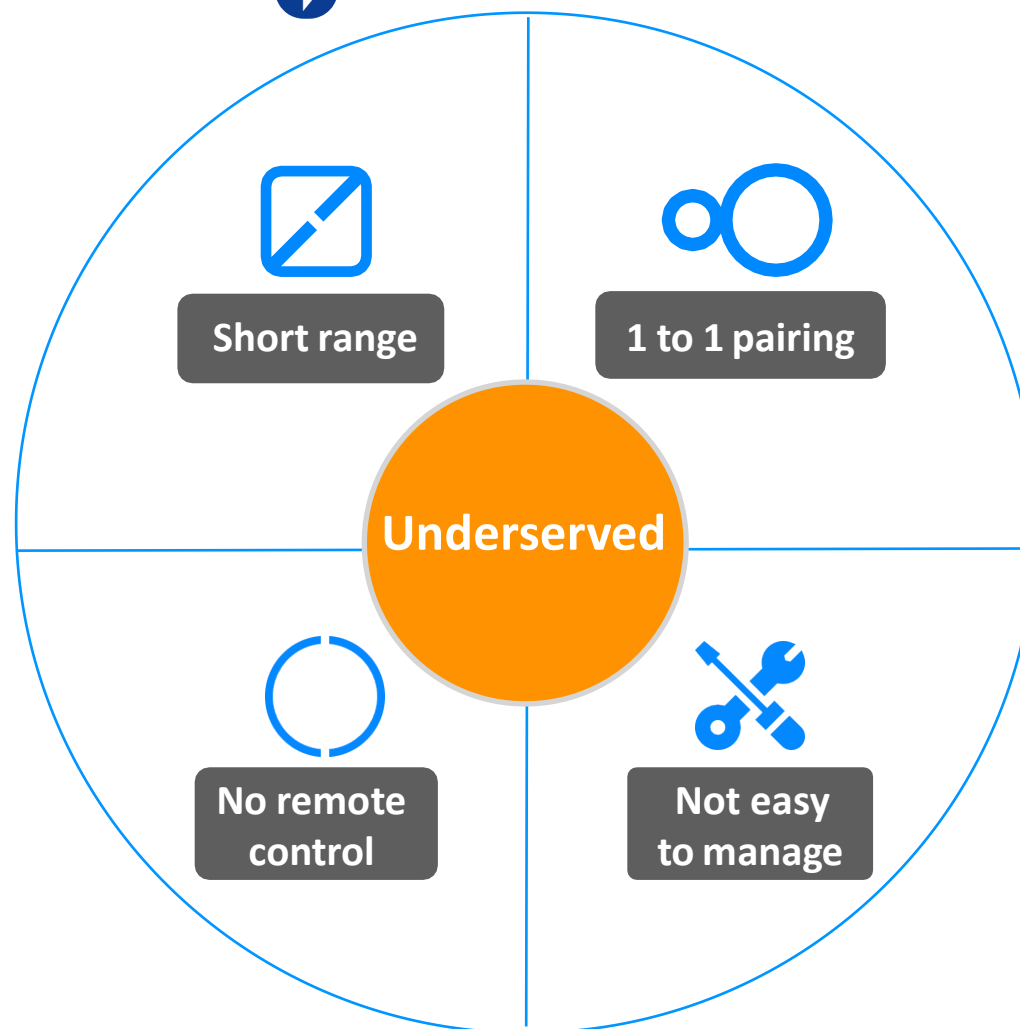 Short range
1 to 1 pairing
Underserved
No remote
control
Not easy
to manage